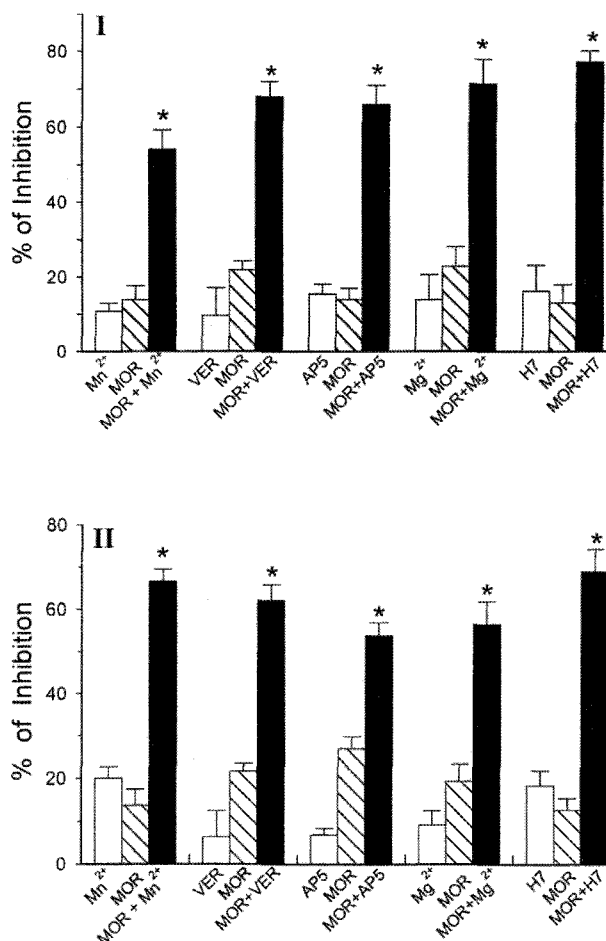 I
% of Inhibition
80
60
40
20
0
* * * * *
Mn²⁺ MOR MOR + Mn²⁺ VER MOR MOR+VER AP5 MOR MOR+AP5 Mg²⁺ MOR MOR+Mg²⁺ H7 MOR MOR+H7
II
% of Inhibition
80
60
40
20
0
* * * * *
Mn²⁺ MOR MOR + Mn²⁺ VER MOR MOR+VER AP5 MOR MOR+AP5 Mg²⁺ MOR MOR+Mg²⁺ H7 MOR MOR+H7